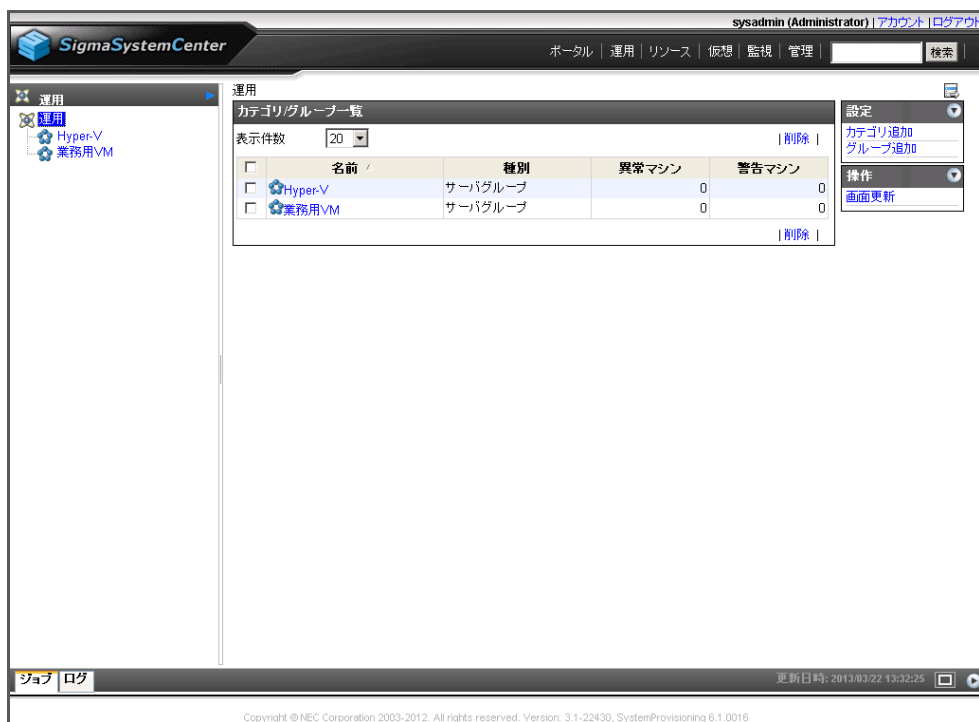 sysadmin (Administrator) | アカウント | ログアウト
SigmaSystemCenter
ポータル | 運用 | リソース | 仮想 | 監視 | 管理 | 検索
運用
運用
Hyper-V
業務用VM
運用
カテゴリ/グループ一覧
表示件数 20 | 削除 |
名前 種別 異常マシン 警告マシン
Hyper-V サーバグループ 0 0
業務用VM サーバグループ 0 0
| 削除 |
設定
カテゴリ追加
グループ追加
操作
画面更新
ジョブ ログ 更新日時: 2013/03/22 13:32:25
Copyright © NEC Corporation 2003-2012. All rights reserved. Version: 3.1-22430, SystemProvisioning 6.1.0016